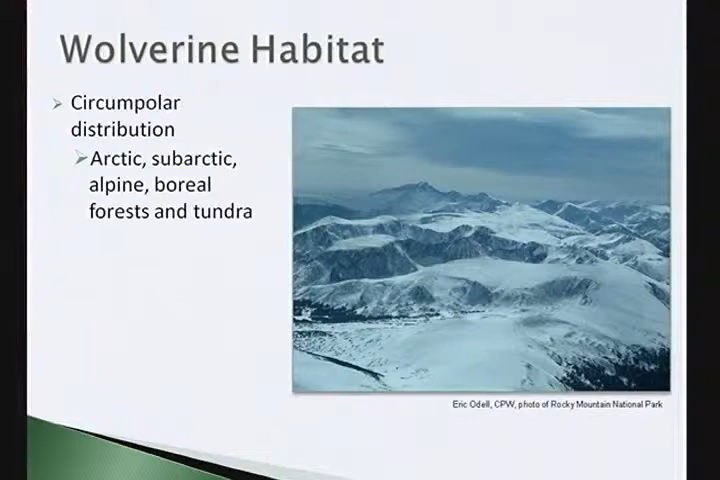 Wolverine Habitat
Circumpolar
distribution
Arctic, subarctic,
alpine, boreal
forests and tundra
Eric Odell, CPW, photo of Rocky Mountain National Park